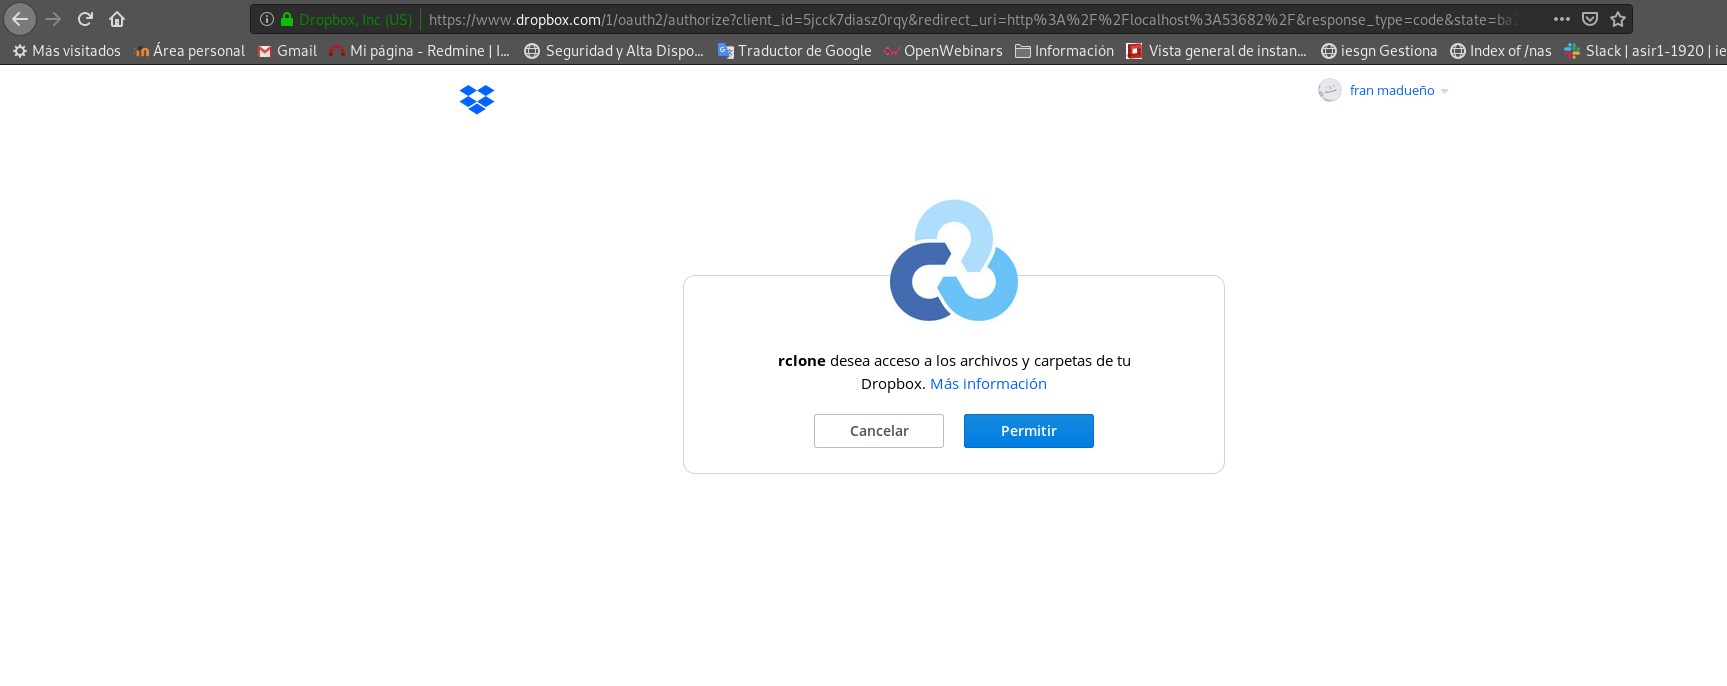 Dropbox, Inc (US) https://www.dropbox.com/1/oauth2/authorize?client_id=5jcck7diasz0rqy&redirect_uri=http%3A%2F%2Flocalhost%3A53682%2F&response_type=code&state=ba2
Más visitados Área personal Gmail Mi página - Redmine | I... Seguridad y Alta Dispo... Traductor de Google OpenWebinars Información Vista general de instan... iesgn Gestiona Index of /nas Slack | asir1-1920 | ie
fran madueño
rclone desea acceso a los archivos y carpetas de tu
Dropbox. Más información
Cancelar Permitir